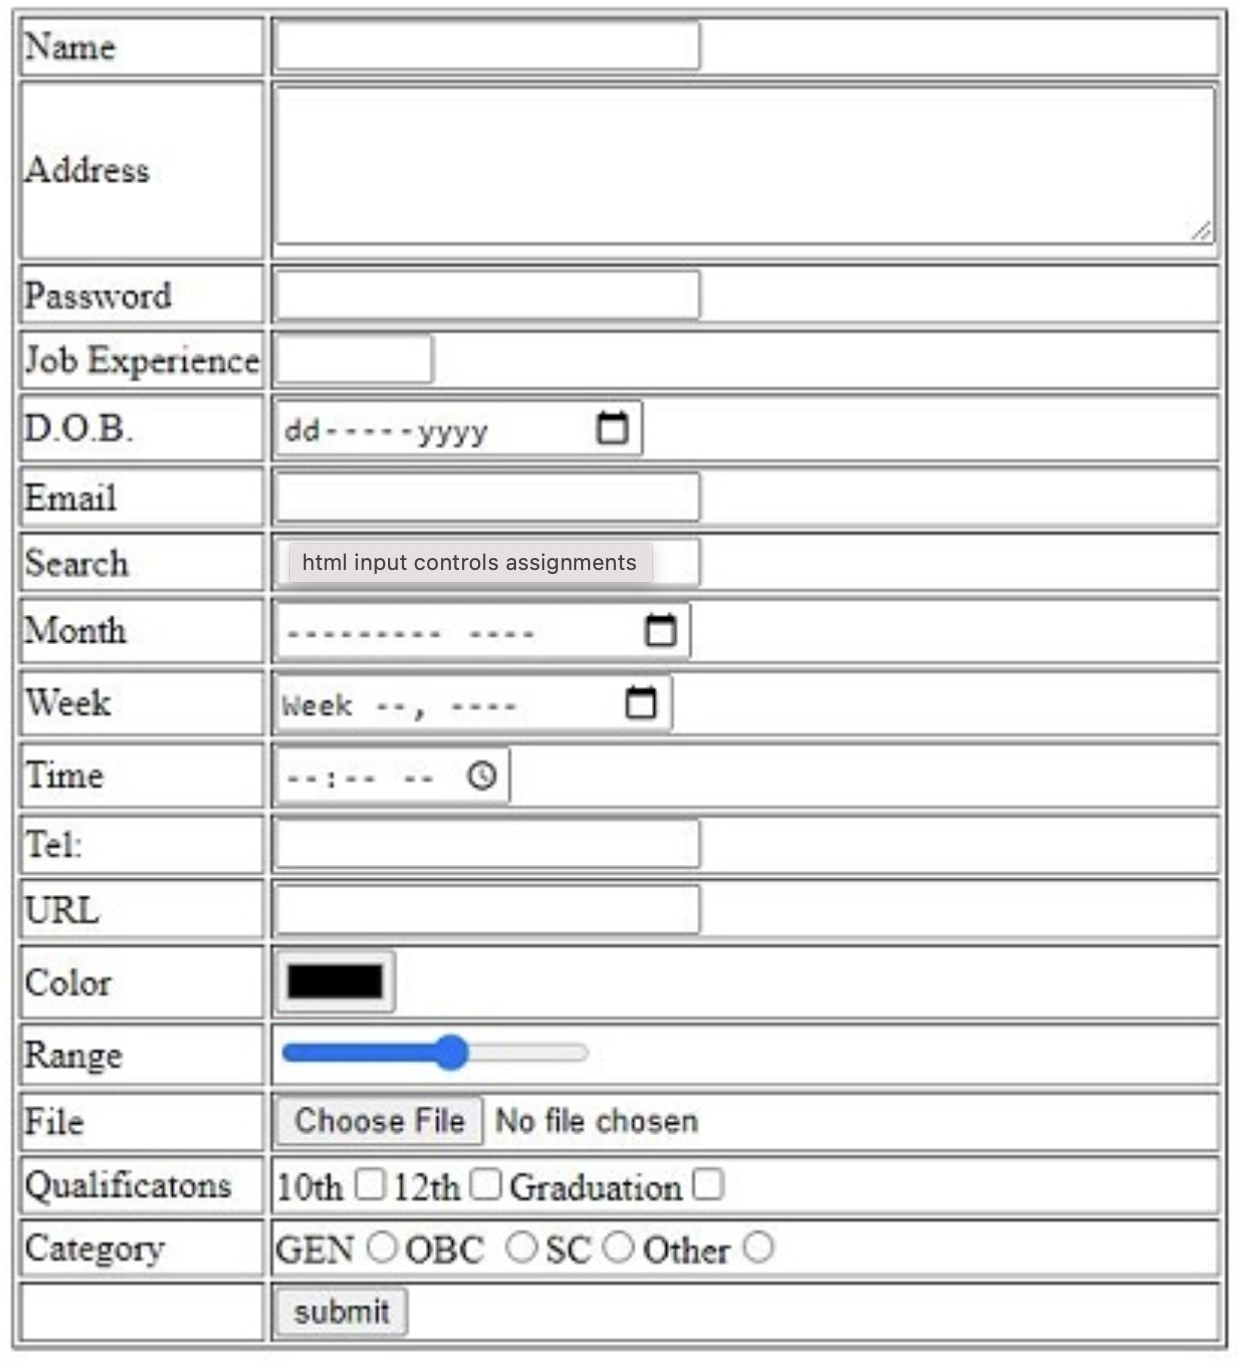 Name
Address
Password
Job Experience
D.O.B. dd-----yyyy
Email
Search html input controls assignments
Month --------- ----
Week Week --, ----
Time --:-- --
Tel:
URL
Color
Range
File Choose File No file chosen
Qualificatons 10th 12th Graduation
Category GEN OBC SC Other
submit